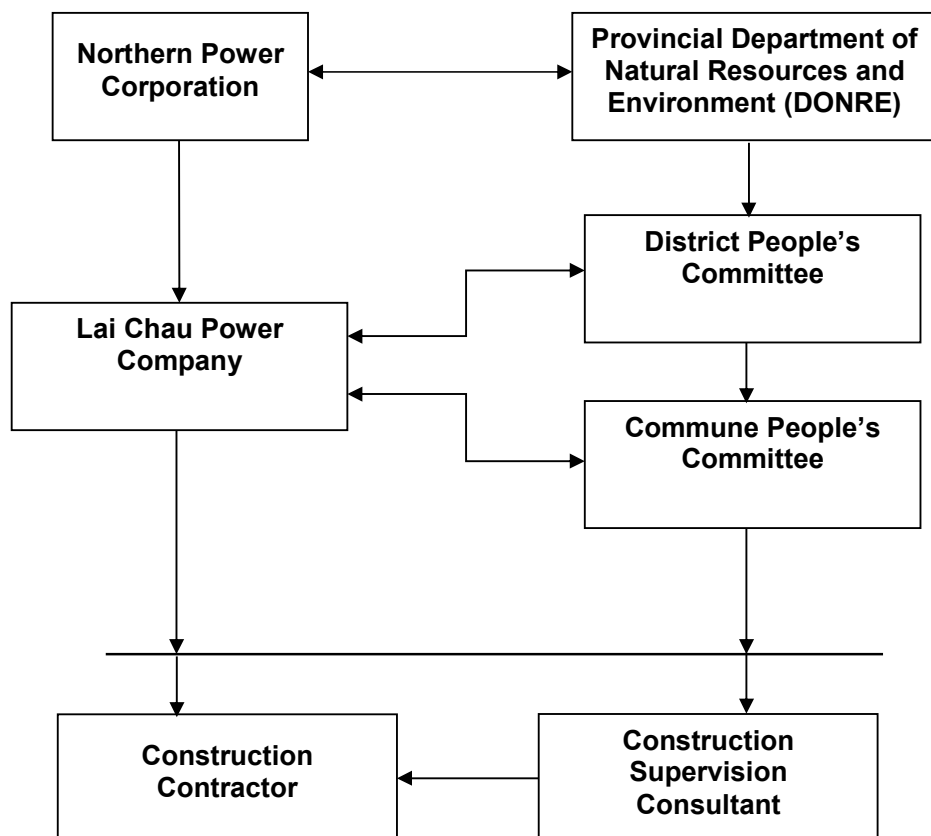 Northern Power
Corporation
Provincial Department of
Natural Resources and
Environment (DONRE)
District People’s
Committee
Lai Chau Power
Company
Commune People’s
Committee
Construction
Contractor
Construction
Supervision
Consultant